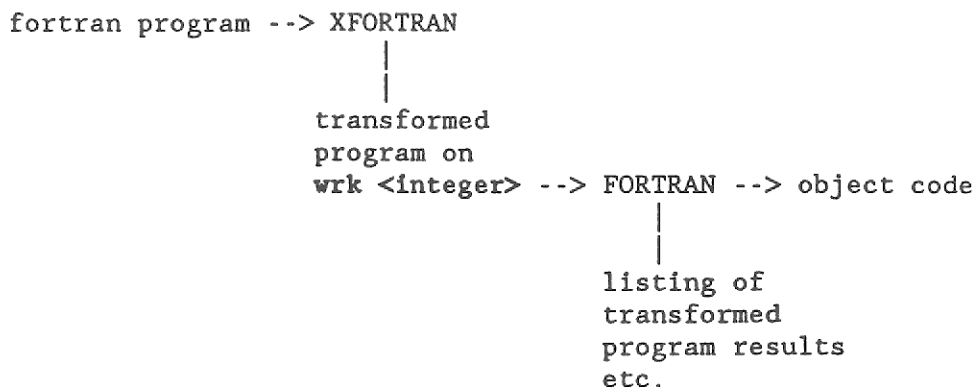 fortran program --> XFORTRAN
transformed
program on
wrk <integer> --> FORTRAN --> object code
listing of
transformed
program results
etc.